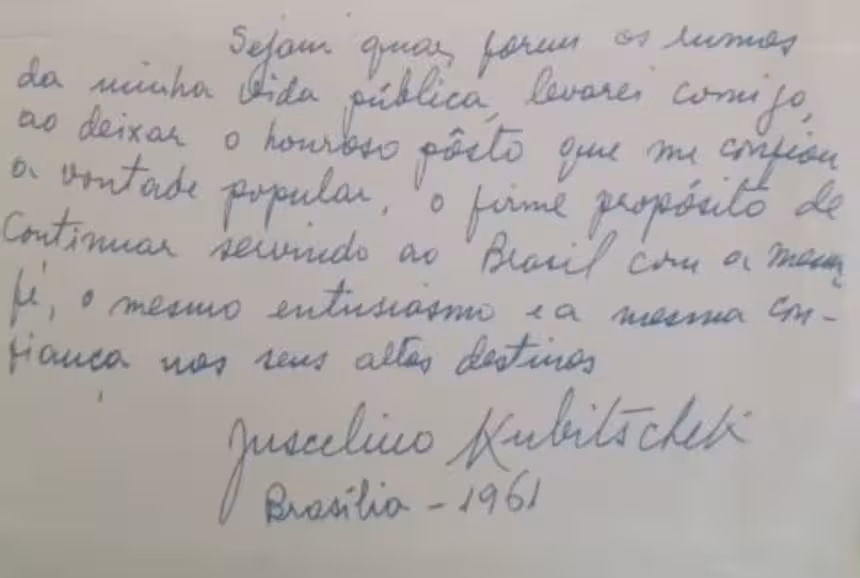 Sejam quais forem os rumos
da minha vida pública, levarei comigo,
ao deixar o honroso pôsto que me confiou
a vontade popular, o firme propósito de
Continuar servindo ao Brasil com a mesma
fé, o mesmo entusiasmo e a mesma con-
fiança nos seus altos destinos
Juscelino Kubitschek
Brasília - 1961